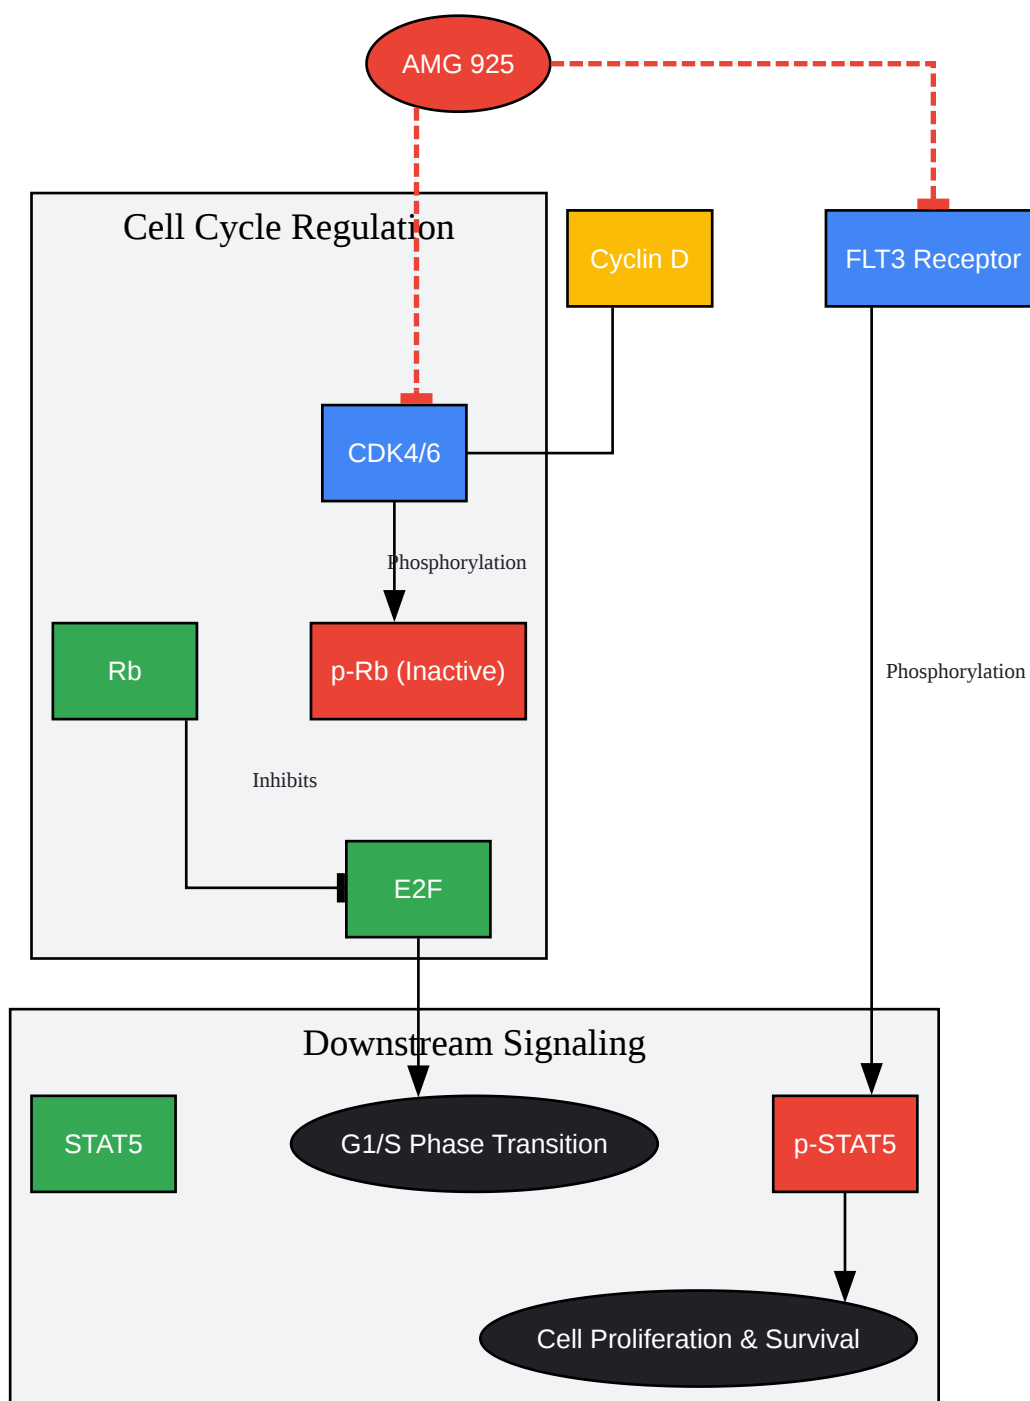 AMG 925
Cell Cycle Regulation
Cyclin D
FLT3 Receptor
CDK4/6
Phosphorylation
Rb
p-Rb (Inactive)
Phosphorylation
Inhibits
E2F
Downstream Signaling
STAT5
G1/S Phase Transition
p-STAT5
Cell Proliferation & Survival